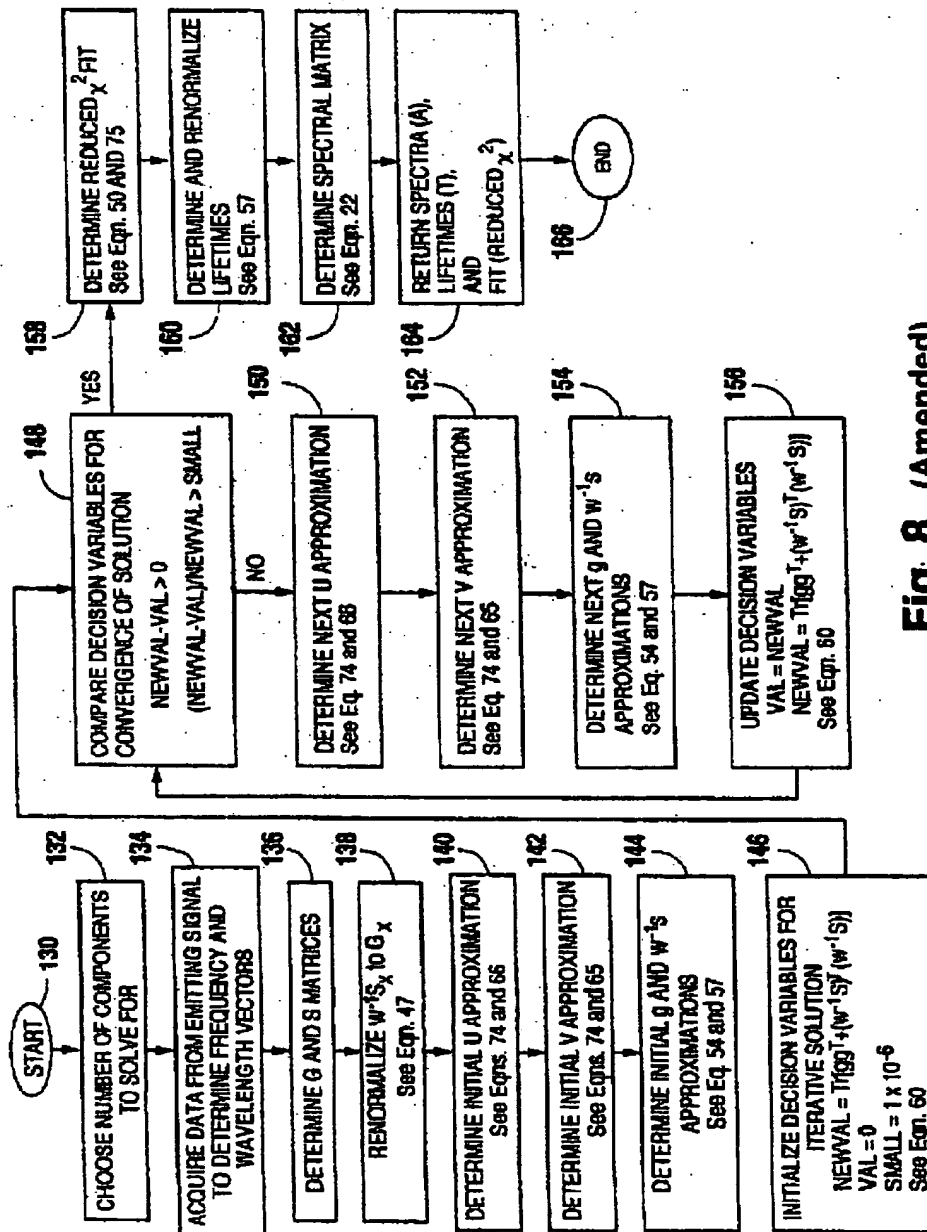 START
130
CHOOSE NUMBER OF COMPONENTS
TO SOLVE FOR
132
ACQUIRE DATA FROM EMITTING SIGNAL
TO DETERMINE FREQUENCY AND
WAVELENGTH VECTORS
134
DETERMINE G AND S MATRICES
136
RENORMALIZE w⁻¹Sₓ to Gₓ
See Eqn. 47
138
DETERMINE INITIAL U APPROXIMATION
See Eqns. 74 and 66
140
DETERMINE INITIAL V APPROXIMATION
See Eqns. 74 and 65
142
DETERMINE INITIAL g AND w⁻¹s
APPROXIMATIONS
See Eq. 54 and 57
144
INITIALIZE DECISION VARIABLES FOR
ITERATIVE SOLUTION
NEWVAL = Tr[ggᵀ+(w⁻¹S)ᵀ(w⁻¹S)]
VAL = 0
SMALL = 1 x 10⁻⁶
See Eqn. 60
146
COMPARE DECISION VARIABLES FOR
CONVERGENCE OF SOLUTION
NEWVAL-VAL > 0
(NEWVAL-VAL)/NEWVAL > SMALL
148
YES
NO
DETERMINE NEXT U APPROXIMATION
See Eq. 74 and 66
150
DETERMINE NEXT V APPROXIMATION
See Eq. 74 and 65
152
DETERMINE NEXT g AND w⁻¹s
APPROXIMATIONS
See Eq. 54 and 57
154
UPDATE DECISION VARIABLES
VAL = NEWVAL
NEWVAL = Tr[ggᵀ+(w⁻¹S)ᵀ(w⁻¹S)]
See Eqn. 60
156
DETERMINE REDUCED χ² FIT
See Eqn. 50 AND 75
158
DETERMINE AND RENORMALIZE
LIFETIMES
See Eqn. 57
160
DETERMINE SPECTRAL MATRIX
See Eqn. 22
162
RETURN SPECTRA (A),
LIFETIMES (T),
AND
FIT (REDUCED χ²)
164
END
166
Fig. 8 (Amended)